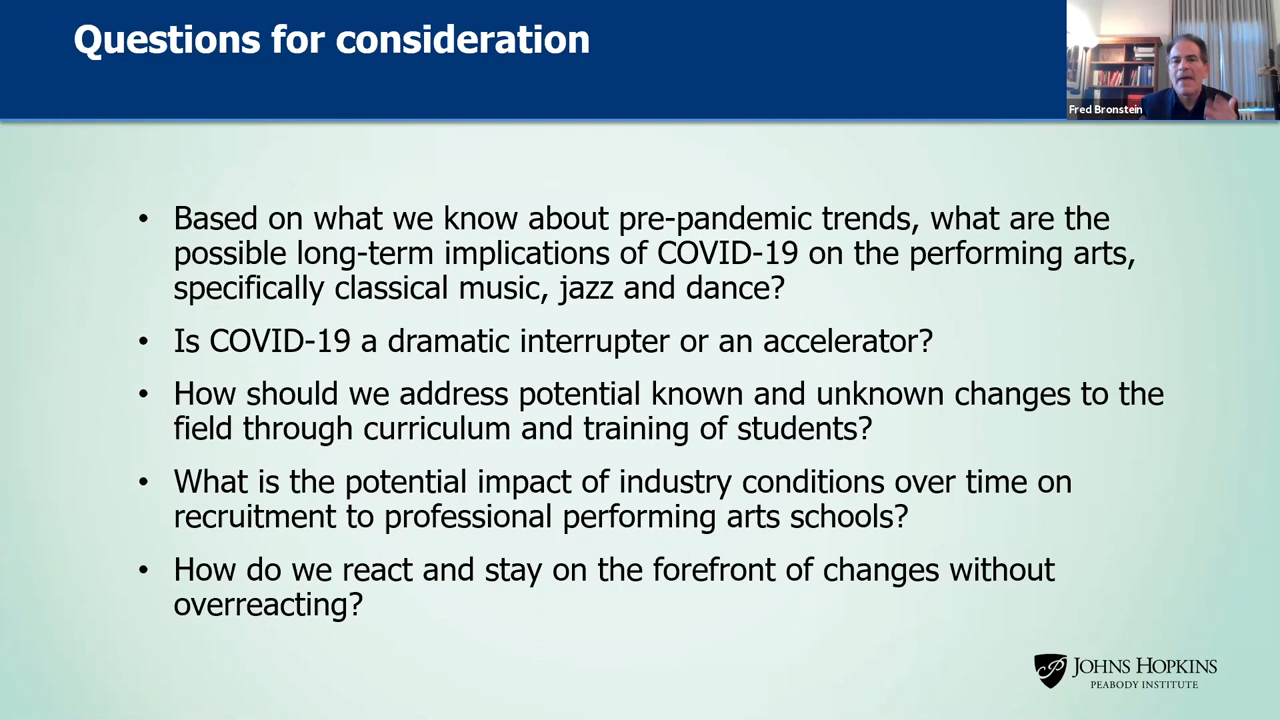 Questions for consideration
Fred Bronstein
• Based on what we know about pre-pandemic trends, what are the
possible long-term implications of COVID-19 on the performing arts,
specifically classical music, jazz and dance?
• Is COVID-19 a dramatic interrupter or an accelerator?
• How should we address potential known and unknown changes to the
field through curriculum and training of students?
• What is the potential impact of industry conditions over time on
recruitment to professional performing arts schools?
• How do we react and stay on the forefront of changes without
overreacting?
JOHNS HOPKINS
PEABODY INSTITUTE